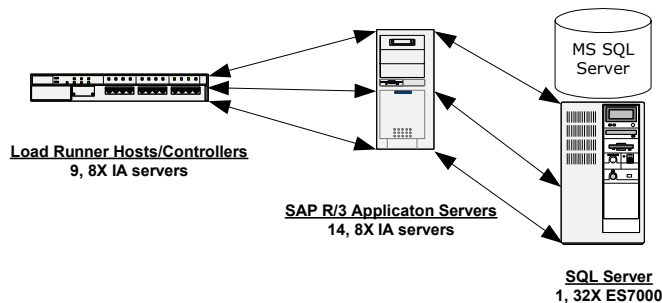 MS SQL
Server
Load Runner Hosts/Controllers
9, 8X IA servers
SAP R/3 Applicaton Servers
14, 8X IA servers
SQL Server
1, 32X ES7000